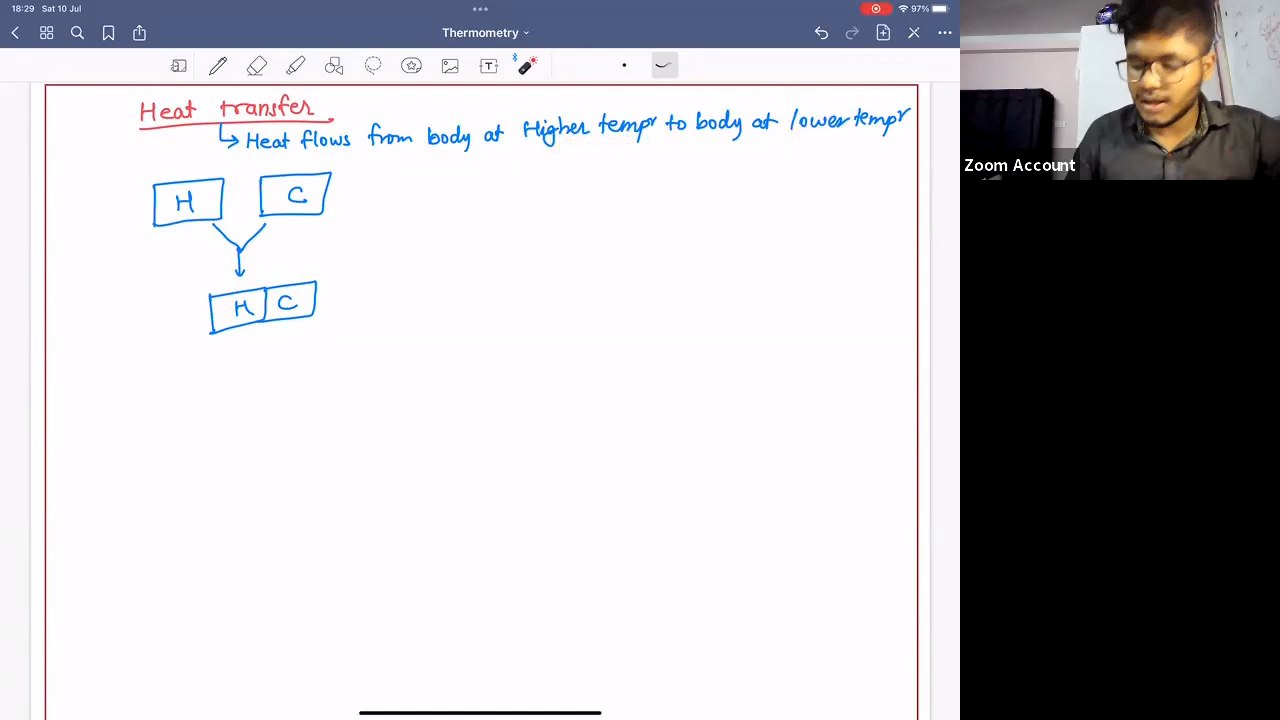 18:29 Sat 10 Jul
97%
Thermometry
T
Heat transfer
Heat flows from body at Higher tempr to body at lower tempr
H C
H C
Zoom Account